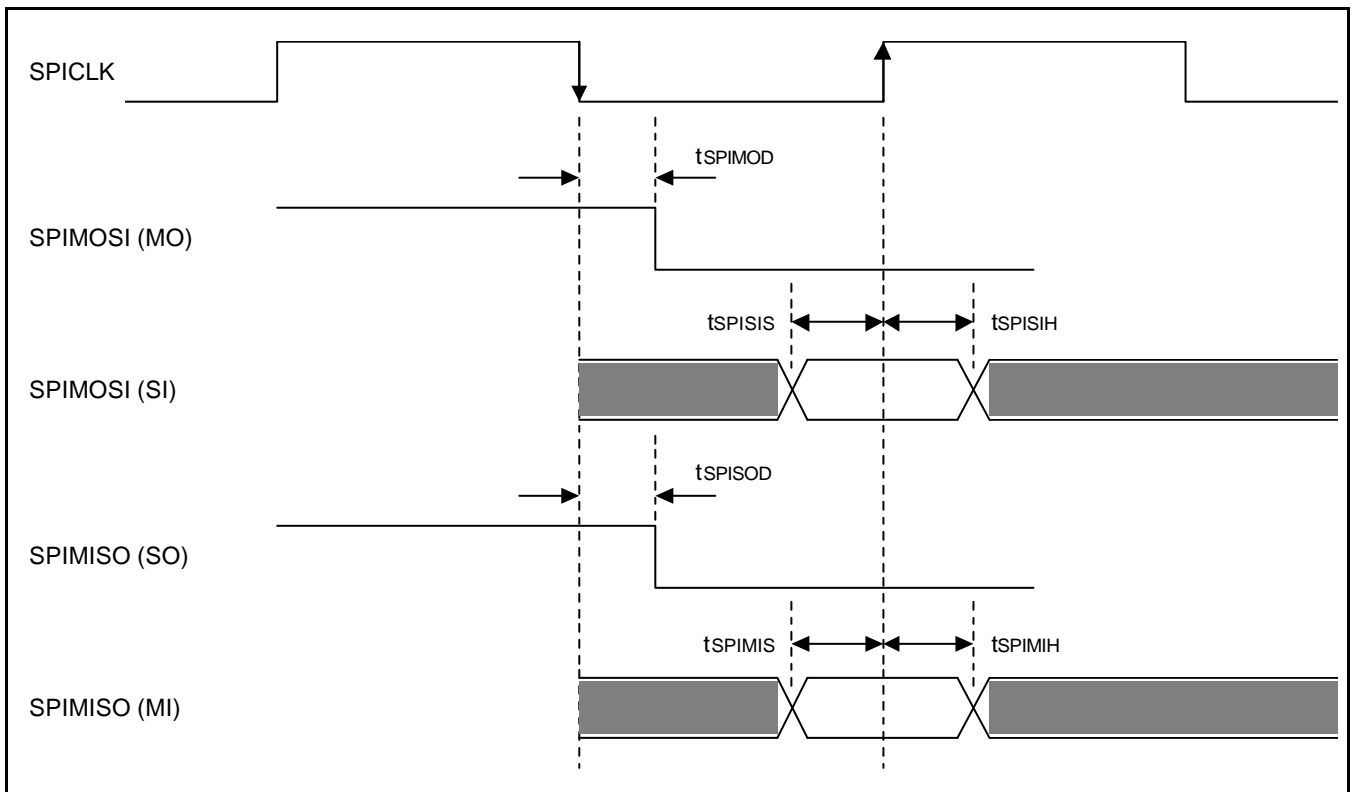 SPICLK
tSPIMOD
SPIMOSI (MO)
tSPISIS tSPISIH
SPIMOSI (SI)
tSPISOD
SPIMISO (SO)
tSPIMIS tSPIMIH
SPIMISO (MI)